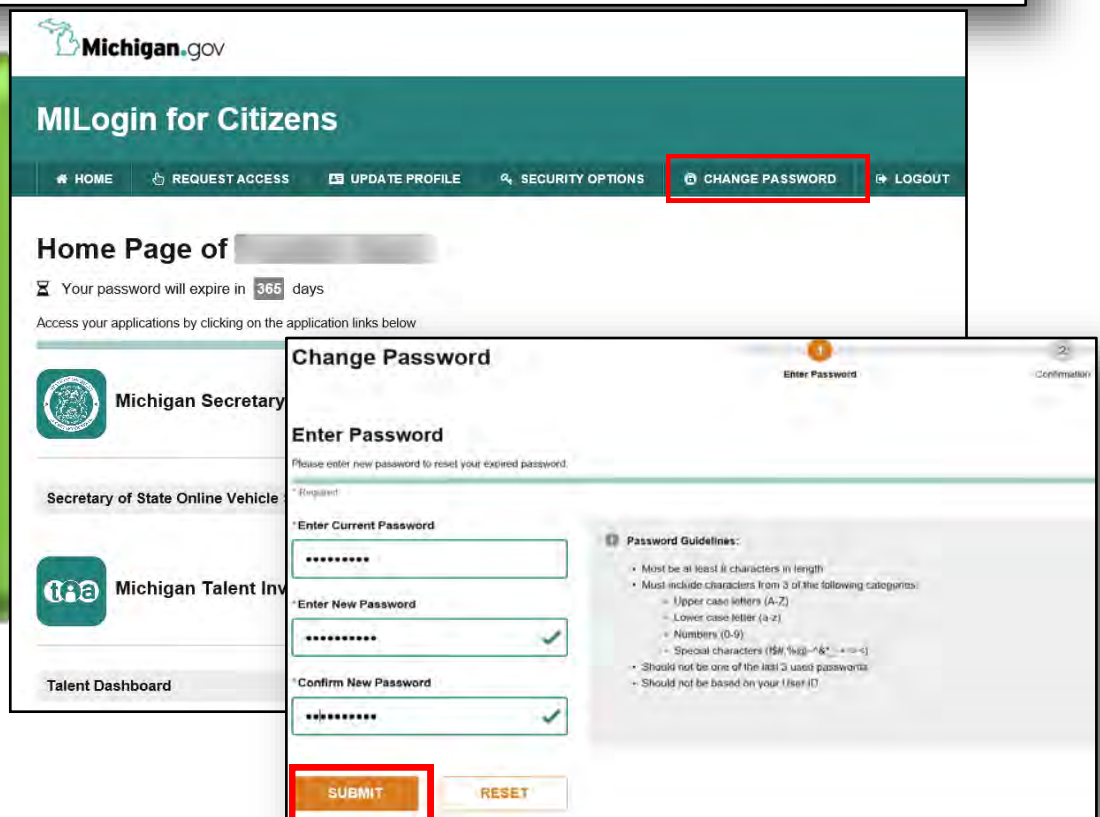 Michigan.gov
MILogin for Citizens
HOME REQUEST ACCESS UPDATE PROFILE SECURITY OPTIONS CHANGE PASSWORD LOGOUT
Home Page of
Your password will expire in 365 days
Access your applications by clicking on the application links below
Michigan Secretary
Secretary of State Online Vehicle
tia Michigan Talent Inv
Talent Dashboard
Change Password
1
Enter Password
2
Confirmation
Enter Password
Please enter new password to reset your expired password.
* Required
*Enter Current Password
•••••••••
*Enter New Password
••••••••••
*Confirm New Password
••••••••••
SUBMIT RESET
Password Guidelines:
• Must be at least 8 characters in length
• Must include characters from 3 of the following categories:
– Upper case letters (A-Z)
– Lower case letter (a-z)
– Numbers (0-9)
– Special characters
• Should not be one of the last 3 used passwords
• Should not be based on your User ID